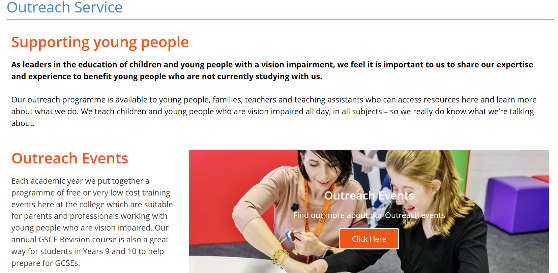 Outreach Service
Supporting young people
As leaders in the education of children and young people with a vision impairment, we feel it is important to us to share our expertise
and experience to benefit young people who are not currently studying with us.
Our outreach programme is available to young people, families, teachers and teaching assistants who can access resources here and learn more
about what we do. We teach children and young people who are vision impaired all day, in all subjects – so we really do know what we're talking
about.
Outreach Events
Each academic year we put together a
programme of free or very low cost training
events here at the college which are suitable
for parents and professionals working with
young people who are vision impaired. Our
annual GSCE Revision course is also a great
way for students in Years 9 and 10 to help
prepare for GCSEs.
Outreach Events
Find out more about our Outreach events
Click Here